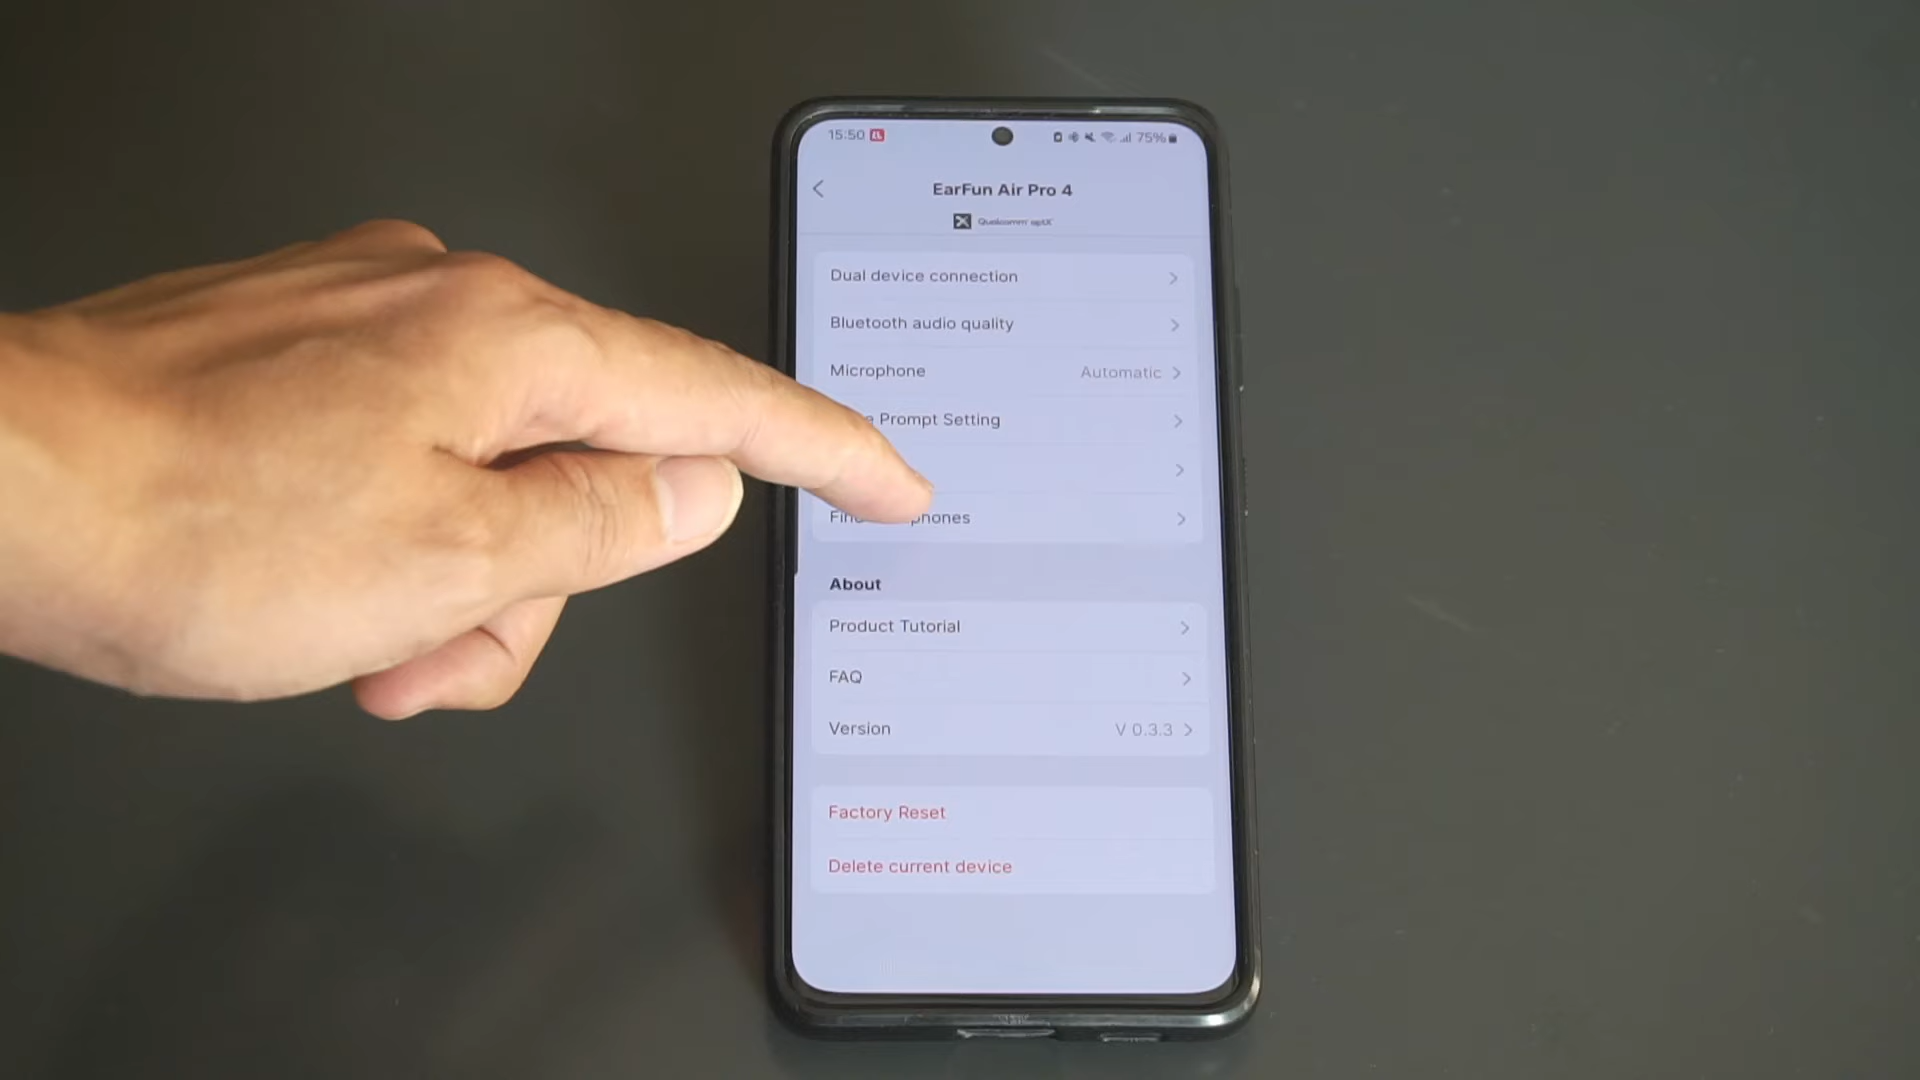 15:50
75%
EarFun Air Pro 4
Qualcomm aptX
Dual device connection
Bluetooth audio quality
Microphone Automatic
Prompt Setting
phones
About
Product Tutorial
FAQ
Version V 0.3.3
Factory Reset
Delete current device